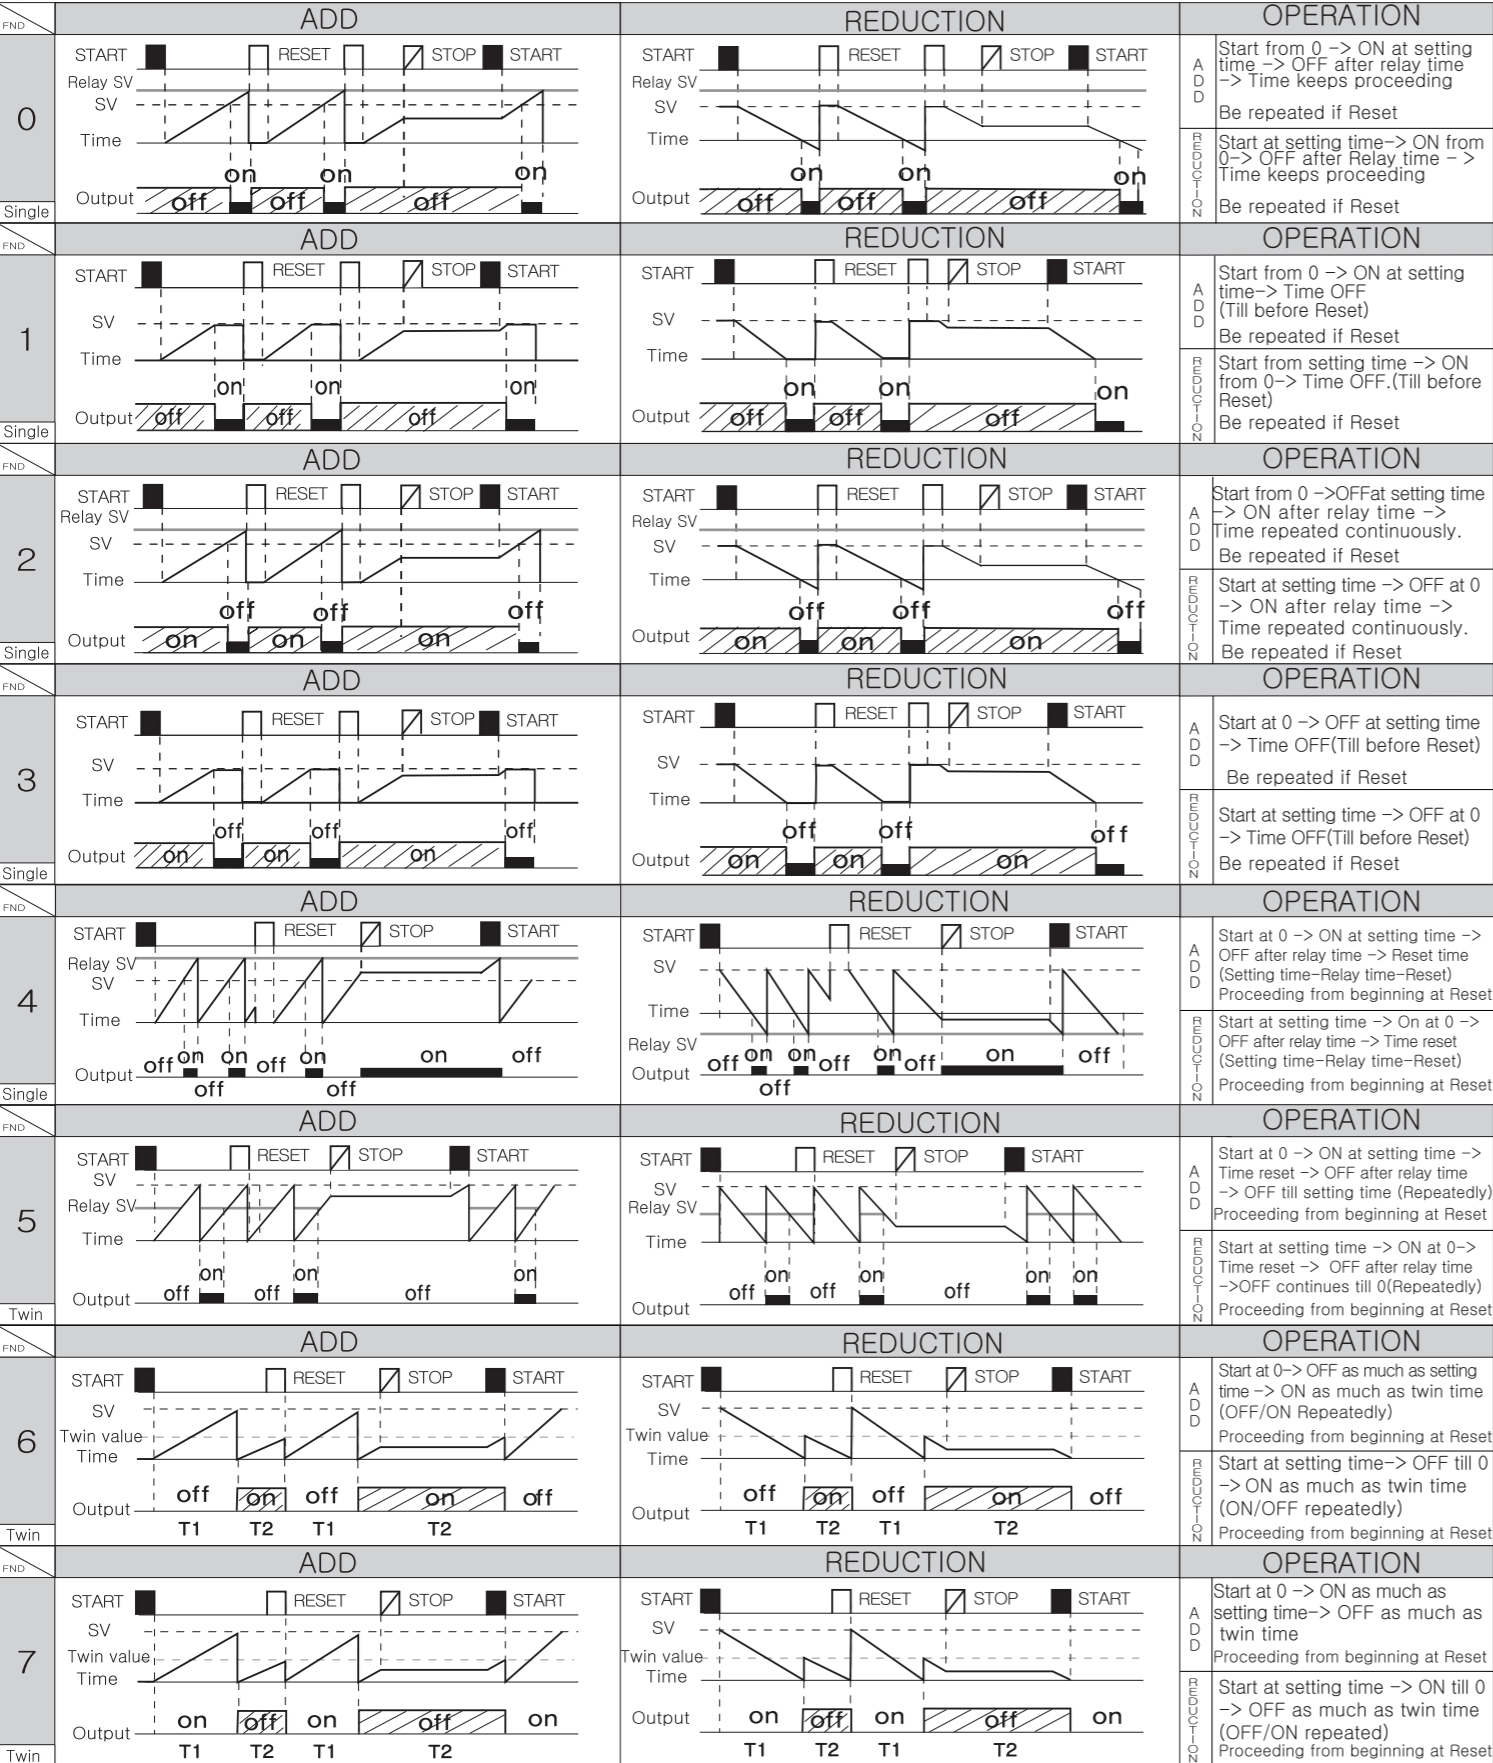 FND ADD REDUCTION OPERATION
0
Single
START RESET STOP START
Relay SV
SV
Time
on on on
Output off off off
START RESET STOP START
Relay SV
SV
Time
on on on
Output off off off
ADD
Start from 0 -> ON at setting
time -> OFF after relay time
-> Time keeps proceeding
Be repeated if Reset
REDUCTION
Start at setting time-> ON from
0-> OFF after Relay time - >
Time keeps proceeding
Be repeated if Reset
FND ADD REDUCTION OPERATION
1
Single
START RESET STOP START
SV
Time
on on on
Output off off off
START RESET STOP START
SV
Time
on on on
Output off off off
ADD
Start from 0 -> ON at setting
time-> Time OFF
(Till before Reset)
Be repeated if Reset
REDUCTION
Start from setting time -> ON
from 0-> Time OFF.(Till before
Reset)
Be repeated if Reset
FND ADD REDUCTION OPERATION
2
Single
START RESET STOP START
Relay SV
SV
Time
off off off
Output on on on
START RESET STOP START
Relay SV
SV
Time
off off off
Output on on on
ADD
Start from 0 ->OFFat setting time
-> ON after relay time ->
Time repeated continuously.
Be repeated if Reset
REDUCTION
Start at setting time -> OFF at 0
-> ON after relay time ->
Time repeated continuously.
Be repeated if Reset
FND ADD REDUCTION OPERATION
3
Single
START RESET STOP START
SV
Time
off off off
Output on on on
START RESET STOP START
SV
Time
off off off
Output on on on
ADD
Start at 0 -> OFF at setting time
-> Time OFF(Till before Reset)
Be repeated if Reset
REDUCTION
Start at setting time -> OFF at 0
-> Time OFF(Till before Reset)
Be repeated if Reset
FND ADD REDUCTION OPERATION
4
Single
START RESET STOP START
Relay SV
SV
Time
Output off on on off on on off
off off
START RESET STOP START
SV
Time
Relay SV
Output off on on off on off on off
off
ADD
Start at 0 -> ON at setting time ->
OFF after relay time -> Reset time
(Setting time-Relay time-Reset)
Proceeding from beginning at Reset
REDUCTION
Start at setting time -> On at 0 ->
OFF after relay time -> Time reset
(Setting time-Relay time-Reset)
Proceeding from beginning at Reset
FND ADD REDUCTION OPERATION
5
Twin
START RESET STOP START
SV
Relay SV
Time
on on on
Output off off off
START RESET STOP START
SV
Relay SV
Time
on on on on
off off off
Output
ADD
Start at 0 -> ON at setting time ->
Time reset -> OFF after relay time
-> OFF till setting time (Repeatedly)
Proceeding from beginning at Reset
REDUCTION
Start at setting time -> ON at 0->
Time reset -> OFF after relay time
->OFF continues till 0(Repeatedly)
Proceeding from beginning at Reset
FND ADD REDUCTION OPERATION
6
Twin
START RESET STOP START
SV
Twin value
Time
Output off on off on off
T1 T2 T1 T2
START RESET STOP START
SV
Twin value
Time
Output off on off on off
T1 T2 T1 T2
ADD
Start at 0-> OFF as much as setting
time -> ON as much as twin time
(OFF/ON Repeatedly)
Proceeding from beginning at Reset
REDUCTION
Start at setting time-> OFF till 0
-> ON as much as twin time
(ON/OFF repeatedly)
Proceeding from beginning at Reset
FND ADD REDUCTION OPERATION
7
Twin
START RESET STOP START
SV
Twin value
Time
Output on off on off on
T1 T2 T1 T2
START RESET STOP START
SV
Twin value
Time
Output on off on off on
T1 T2 T1 T2
ADD
Start at 0 -> ON as much as
setting time-> OFF as much as
twin time
Proceeding from beginning at Reset
REDUCTION
Start at setting time -> ON till 0
-> OFF as much as twin time
(OFF/ON repeated)
Proceeding from beginning at Reset